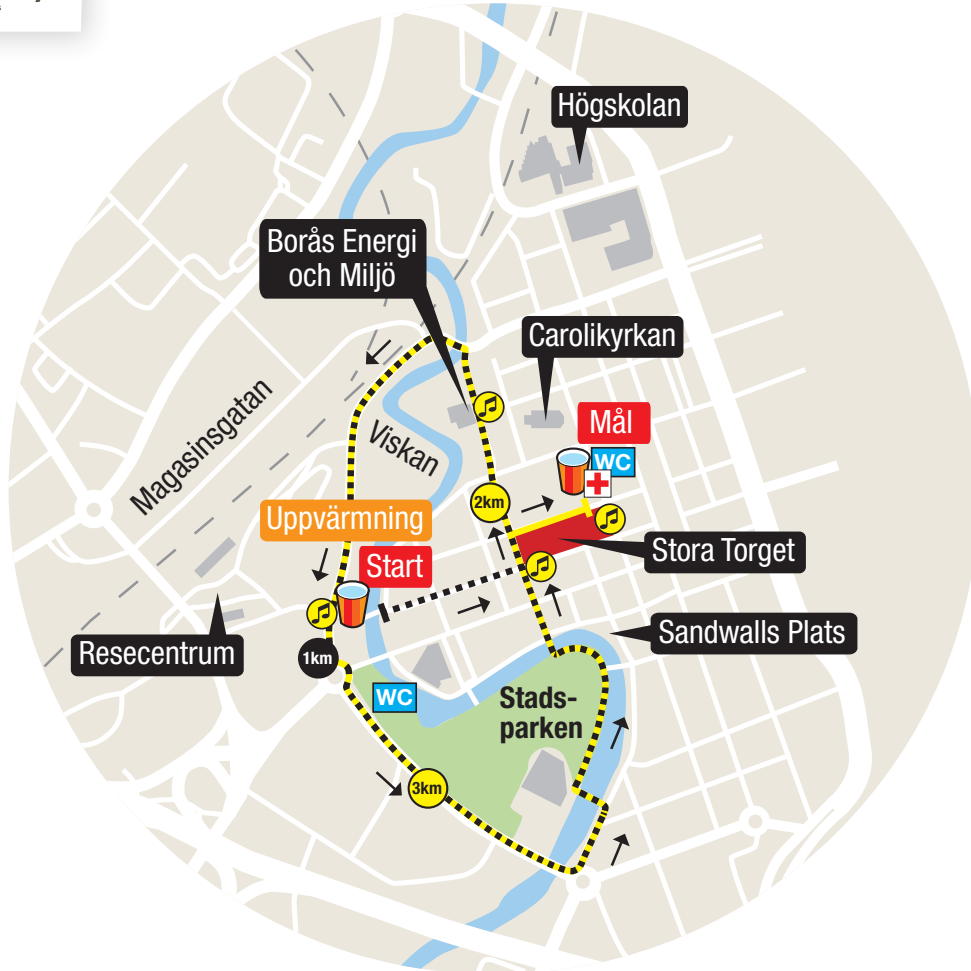 Högskolan
Borås Energi
och Miljö
Carolikyrkan
Magasinsgatan
Viskan
Mål
WC
2km
Uppvärmning
Stora Torget
Start
Sandwalls Plats
Resecentrum
1km
WC
Stads-
parken
3km